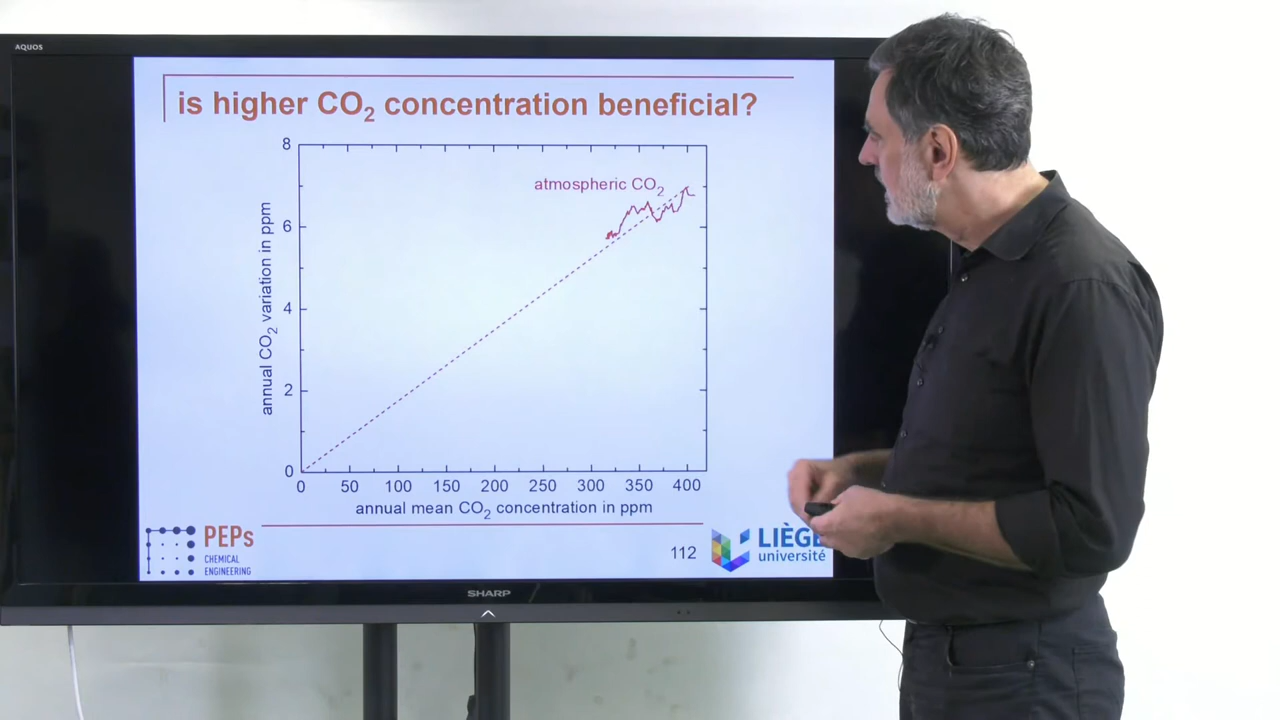 AQUOS
is higher CO₂ concentration beneficial?
8
6
4
2
0
annual CO₂ variation in ppm
atmospheric CO₂
0 50 100 150 200 250 300 350 400
annual mean CO₂ concentration in ppm
PEPs
CHEMICAL
ENGINEERING
112
LIÈGE
université
SHARP